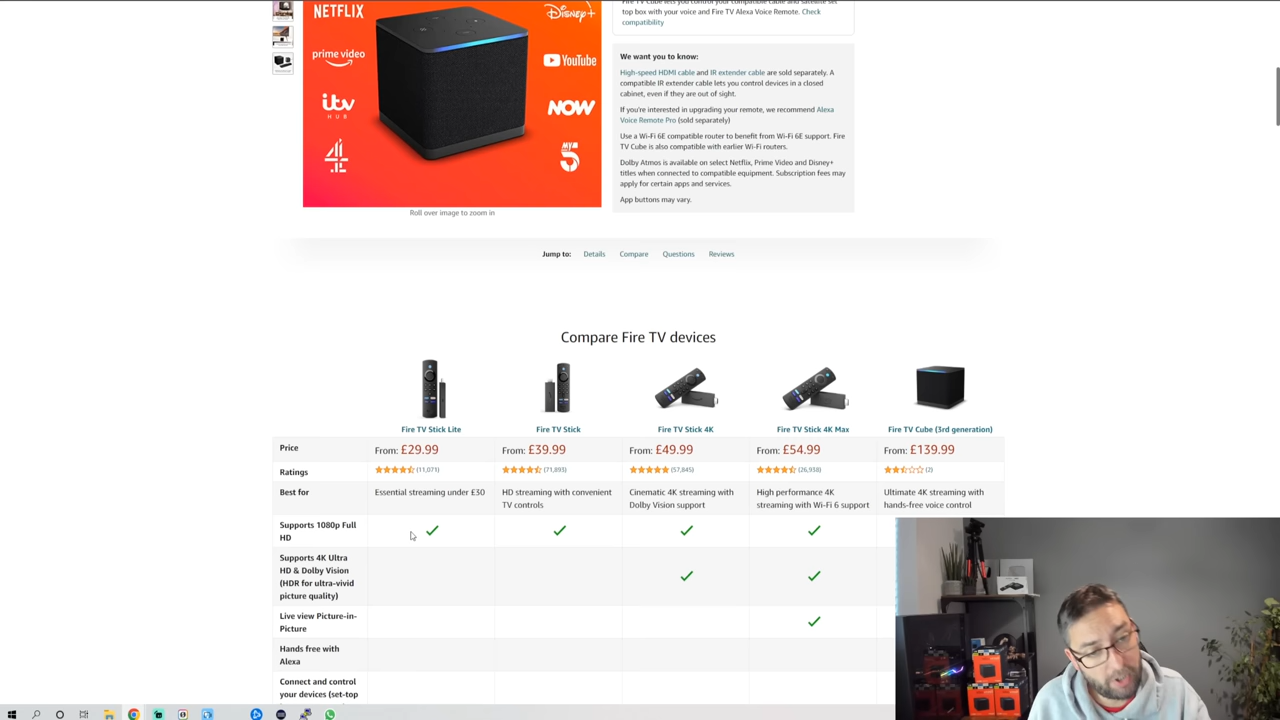 NETFLIX
DISNEP+
prime video
YouTube
itv
HUB
NOW
4
MY5
Fire TV Cube lets you control your compatible cable and satellite set
top box with your voice and Fire TV Alexa Voice Remote. Check
compatibility
We want you to know:
High-speed HDMI cable and IR extender cable are sold separately. A
compatible IR extender cable lets you control devices in a closed
cabinet, even if they are out of sight.
If you're interested in upgrading your remote, we recommend Alexa
Voice Remote Pro (sold separately)
Use a Wi-Fi 6E compatible router to benefit from Wi-Fi 6E support. Fire
TV Cube is also compatible with earlier Wi-Fi routers.
Dolby Atmos is available on select Netflix, Prime Video and Disney+
titles when connected to compatible equipment. Subscription fees may
apply for certain apps and services.
App buttons may vary.
Roll over image to zoom in
Jump to: Details Compare Questions Reviews
Compare Fire TV devices
Fire TV Stick Lite Fire TV Stick Fire TV Stick 4K Fire TV Stick 4K Max Fire TV Cube (3rd generation)
Price From: £29.99 From: £39.99 From: £49.99 From: £54.99 From: £139.99
Ratings (11,071) (71,893) (57,845) (26,938) (2)
Best for Essential streaming under £30 HD streaming with convenient Cinematic 4K streaming with High performance 4K Ultimate 4K streaming with
TV controls Dolby Vision support streaming with Wi-Fi 6 support hands-free voice control
Supports 1080p Full
HD
Supports 4K Ultra
HD & Dolby Vision
(HDR for ultra-vivid
picture quality)
Live view Picture-in-
Picture
Hands free with
Alexa
Connect and control
your devices (set-top